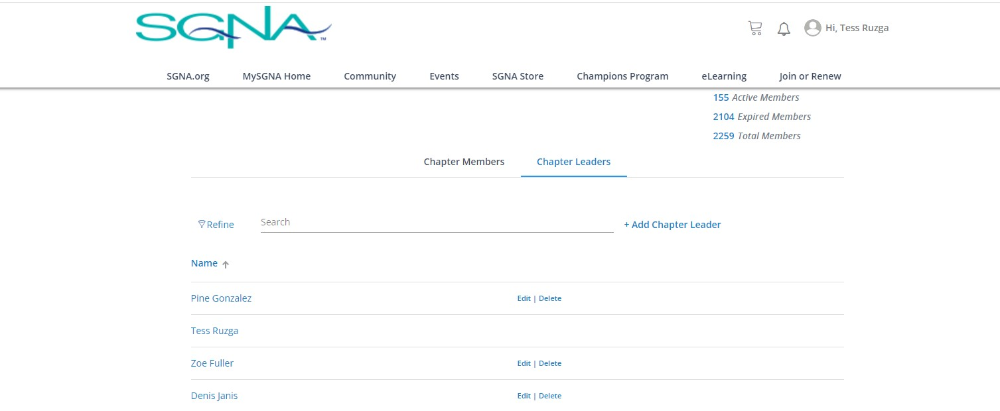 SGNA™
Hi, Tess Ruzga
SGNA.org MySGNA Home Community Events SGNA Store Champions Program eLearning Join or Renew
155 Active Members
2104 Expired Members
2259 Total Members
Chapter Members Chapter Leaders
Refine Search + Add Chapter Leader
Name
Pine Gonzalez Edit | Delete
Tess Ruzga
Zoe Fuller Edit | Delete
Denis Janis Edit | Delete